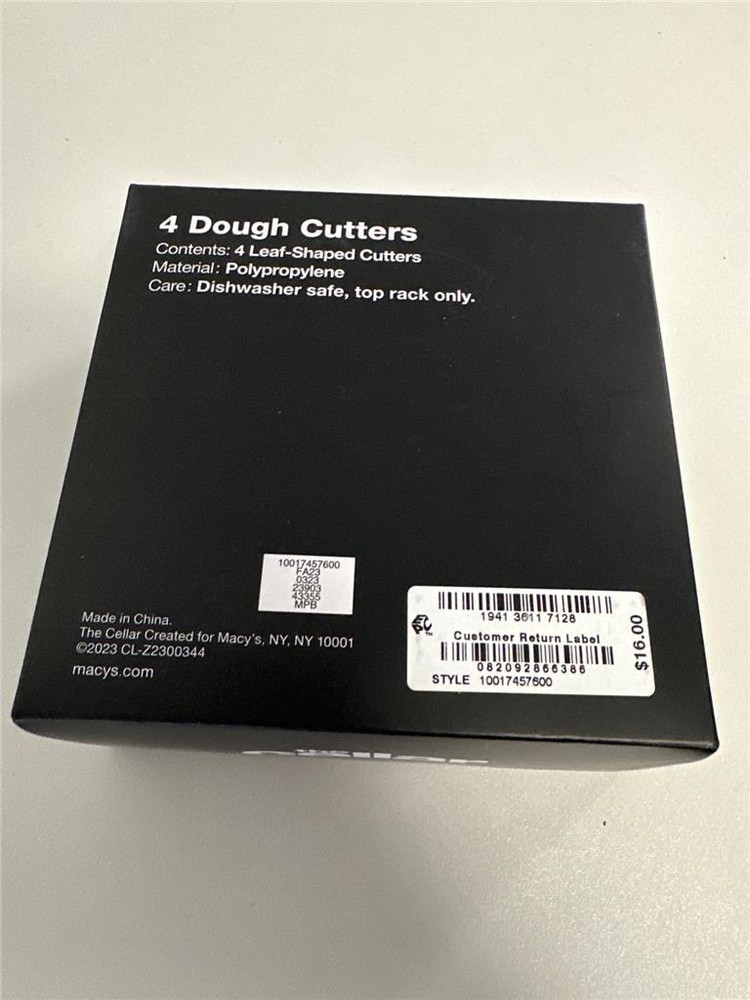 4 Dough Cutters
Contents: 4 Leaf-Shaped Cutters
Material: Polypropylene
Care: Dishwasher safe, top rack only.
10017457600
FA23
0323
23903
43355
MPB
Made in China.
The Cellar Created for Macy's, NY, NY 10001
©2023 CL-Z2300344
macys.com
1941 3611 7128
Customer Return Label
082092866386
STYLE 10017457600
$16.00
the
cellar